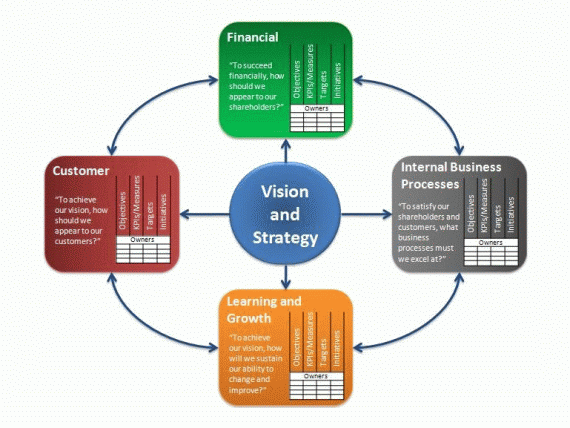 Financial
"To succeed
financially, how
should we
appear to our
shareholders?"
Objectives
KPIs/Measures
Targets
Initiatives
Owners
Customer
"To achieve
our vision, how
should we
appear to our
customers?"
Objectives
KPIs/Measures
Targets
Initiatives
Owners
Vision
and
Strategy
Internal Business
Processes
"To satisfy our
shareholders and
customers, what
business
processes must
we excel at?"
Objectives
KPIs/Measures
Targets
Initiatives
Owners
Learning and
Growth
"To achieve
our vision, how
will we sustain
our ability to
change and
improve?"
Objectives
KPIs/Measures
Targets
Initiatives
Owners